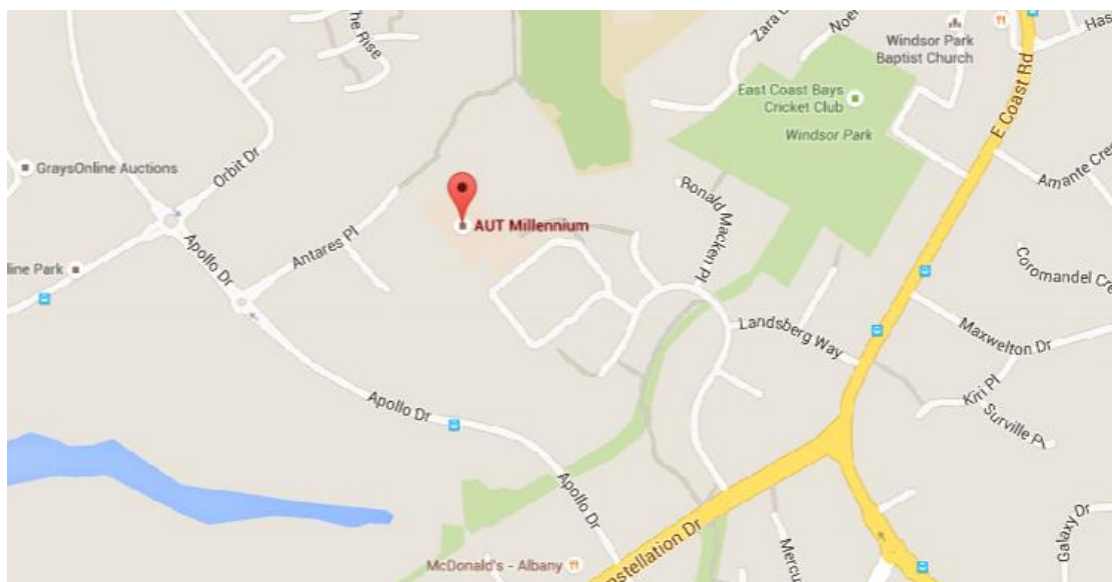 The Rise
Zara C
Noel
Windsor Park
Baptist Church
Has
E Coast Rd
East Coast Bays
Cricket Club
Windsor Park
GraysOnline Auctions
Orbit Dr
Amante Cres
Ronald Macken Pl
AUT Millennium
Antares Pl
Apollo Dr
line Park
Coromandel Cre
Landsberg Way
Maxwelton Dr
Kiri Pl
Surville Pl
Apollo Dr
Apollo Dr
Galaxy Dr
nstellation Dr
Mercu
McDonald's - Albany